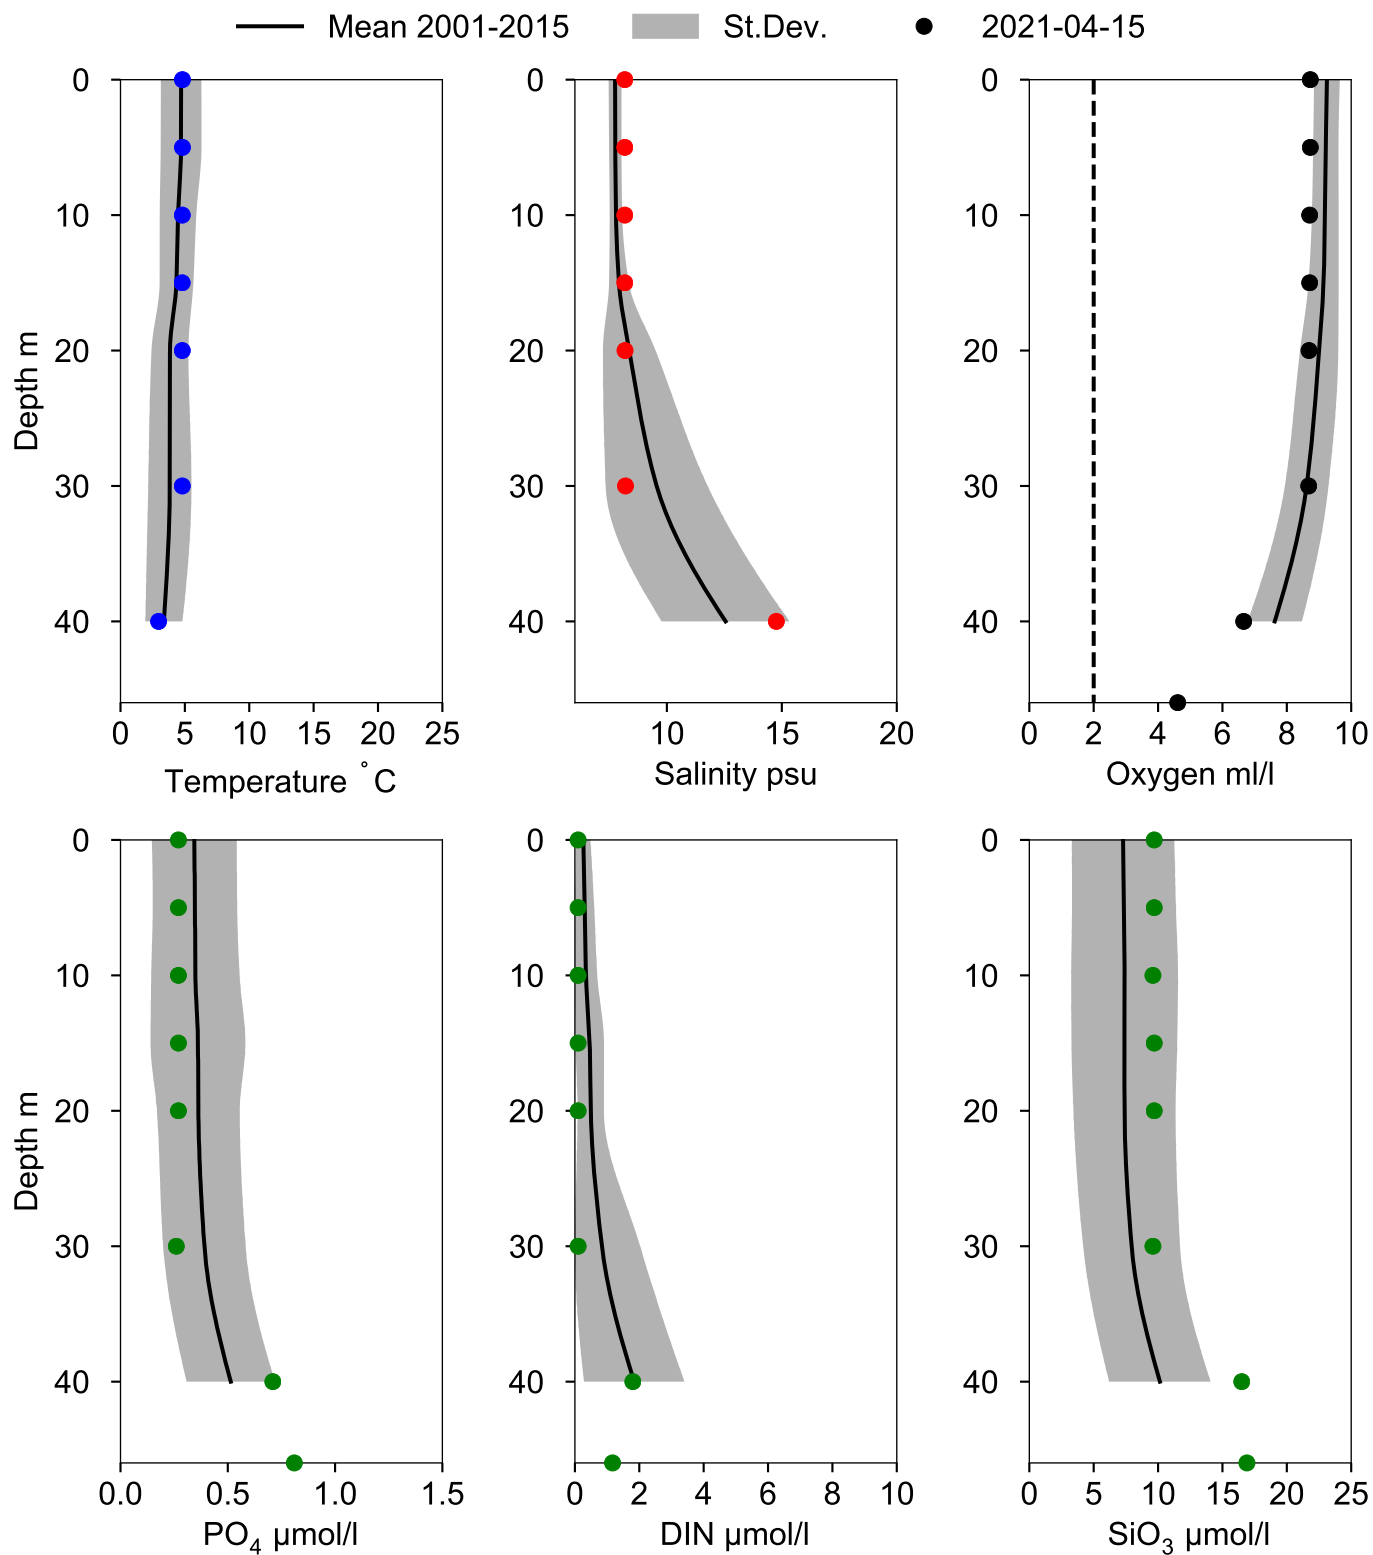 Mean 2001-2015 St.Dev. 2021-04-15
0 0 0
10 10 10
Depth m 20 20 20
30 30 30
40 40 40
0 5 10 15 20 25 10 15 20 0 2 4 6 8 10
Temperature °C Salinity psu Oxygen ml/l
0 0 0
10 10 10
Depth m 20 20 20
30 30 30
40 40 40
0.0 0.5 1.0 1.5 0 2 4 6 8 10 0 5 10 15 20 25
PO₄ µmol/l DIN µmol/l SiO₃ µmol/l